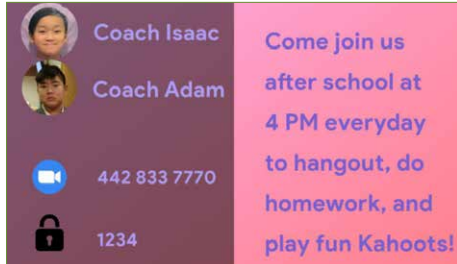 Coach Isaac
Coach Adam
442 833 7770
1234
Come join us
after school at
4 PM everyday
to hangout, do
homework, and
play fun Kahoots!